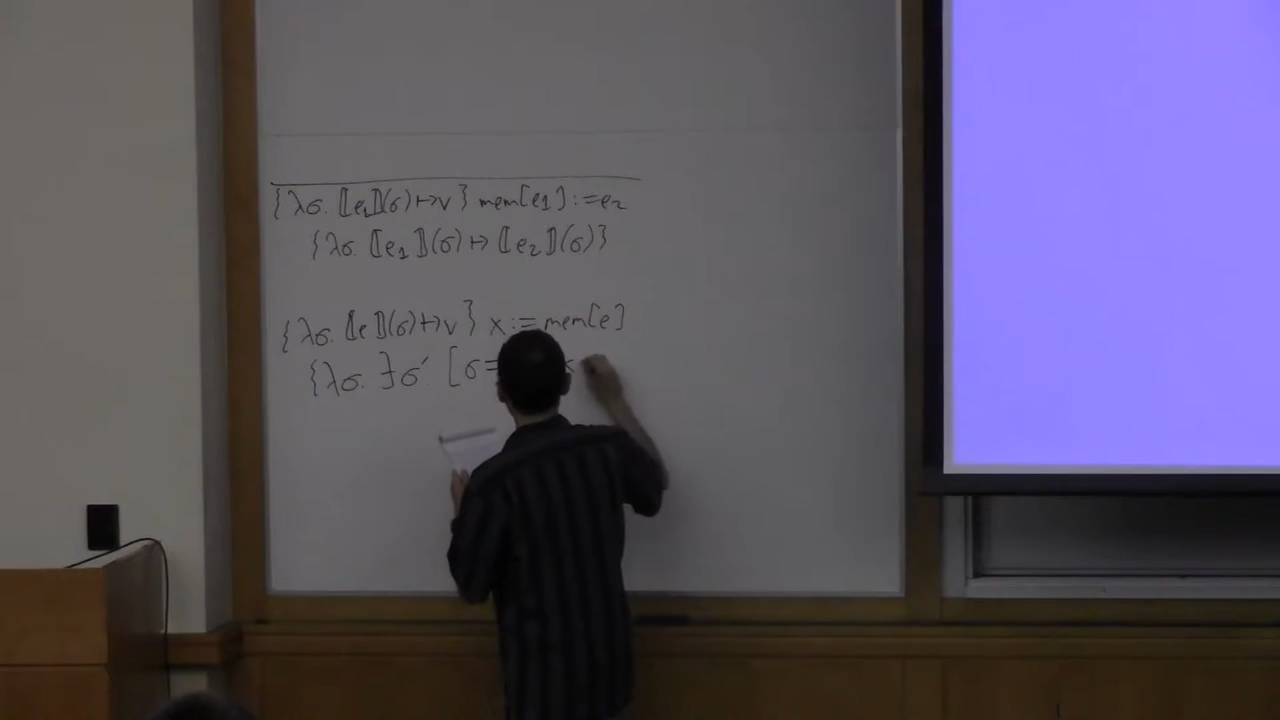 {λσ. ⟦e₁⟧(σ)↦v} mem[e₁]:=e₂
{λσ. ⟦e₁⟧(σ) ↦ ⟦e₂⟧(σ)}
{λσ. ⟦e⟧(σ)↦v} x:=mem[e]
{λσ. ∃σ′. [σ=